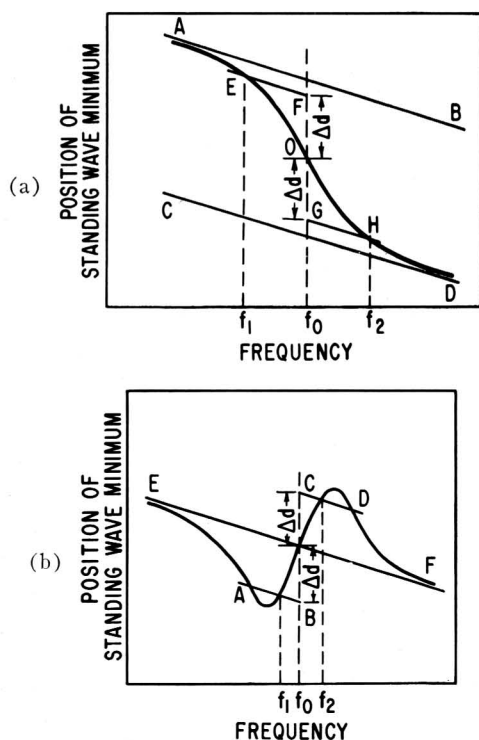 (a)
POSITION OF
STANDING WAVE MINIMUM
A
E
F
B
Δd
O
Δd
C
G
H
D
f1 f0 f2
FREQUENCY
(b)
POSITION OF
STANDING WAVE MINIMUM
E
C
D
Δd
Δd
A
B
F
f1 f0 f2
FREQUENCY